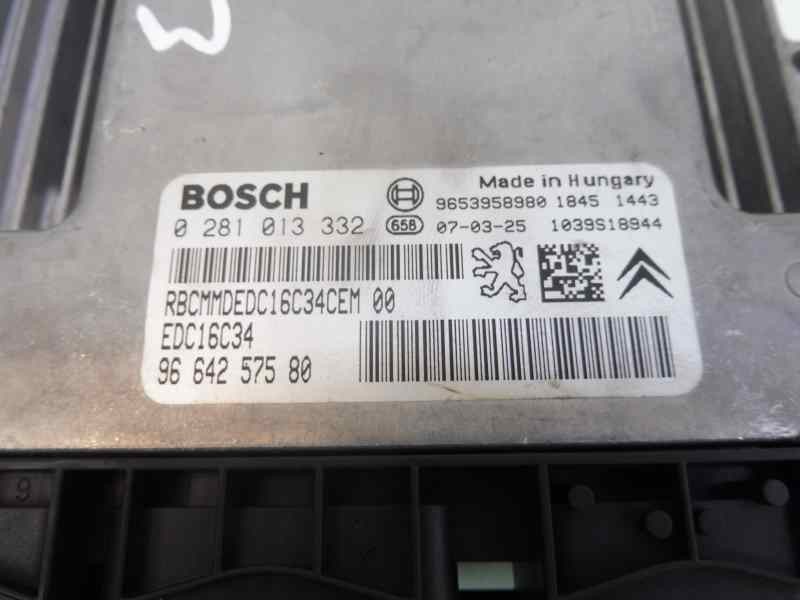 W
BOSCH
Made in Hungary
9653958980 1845 1443
0 281 013 332 658 07-03-25 1039S18944
RBCMMDEDC16C34CEM 00
EDC16C34
96 642 575 80
9